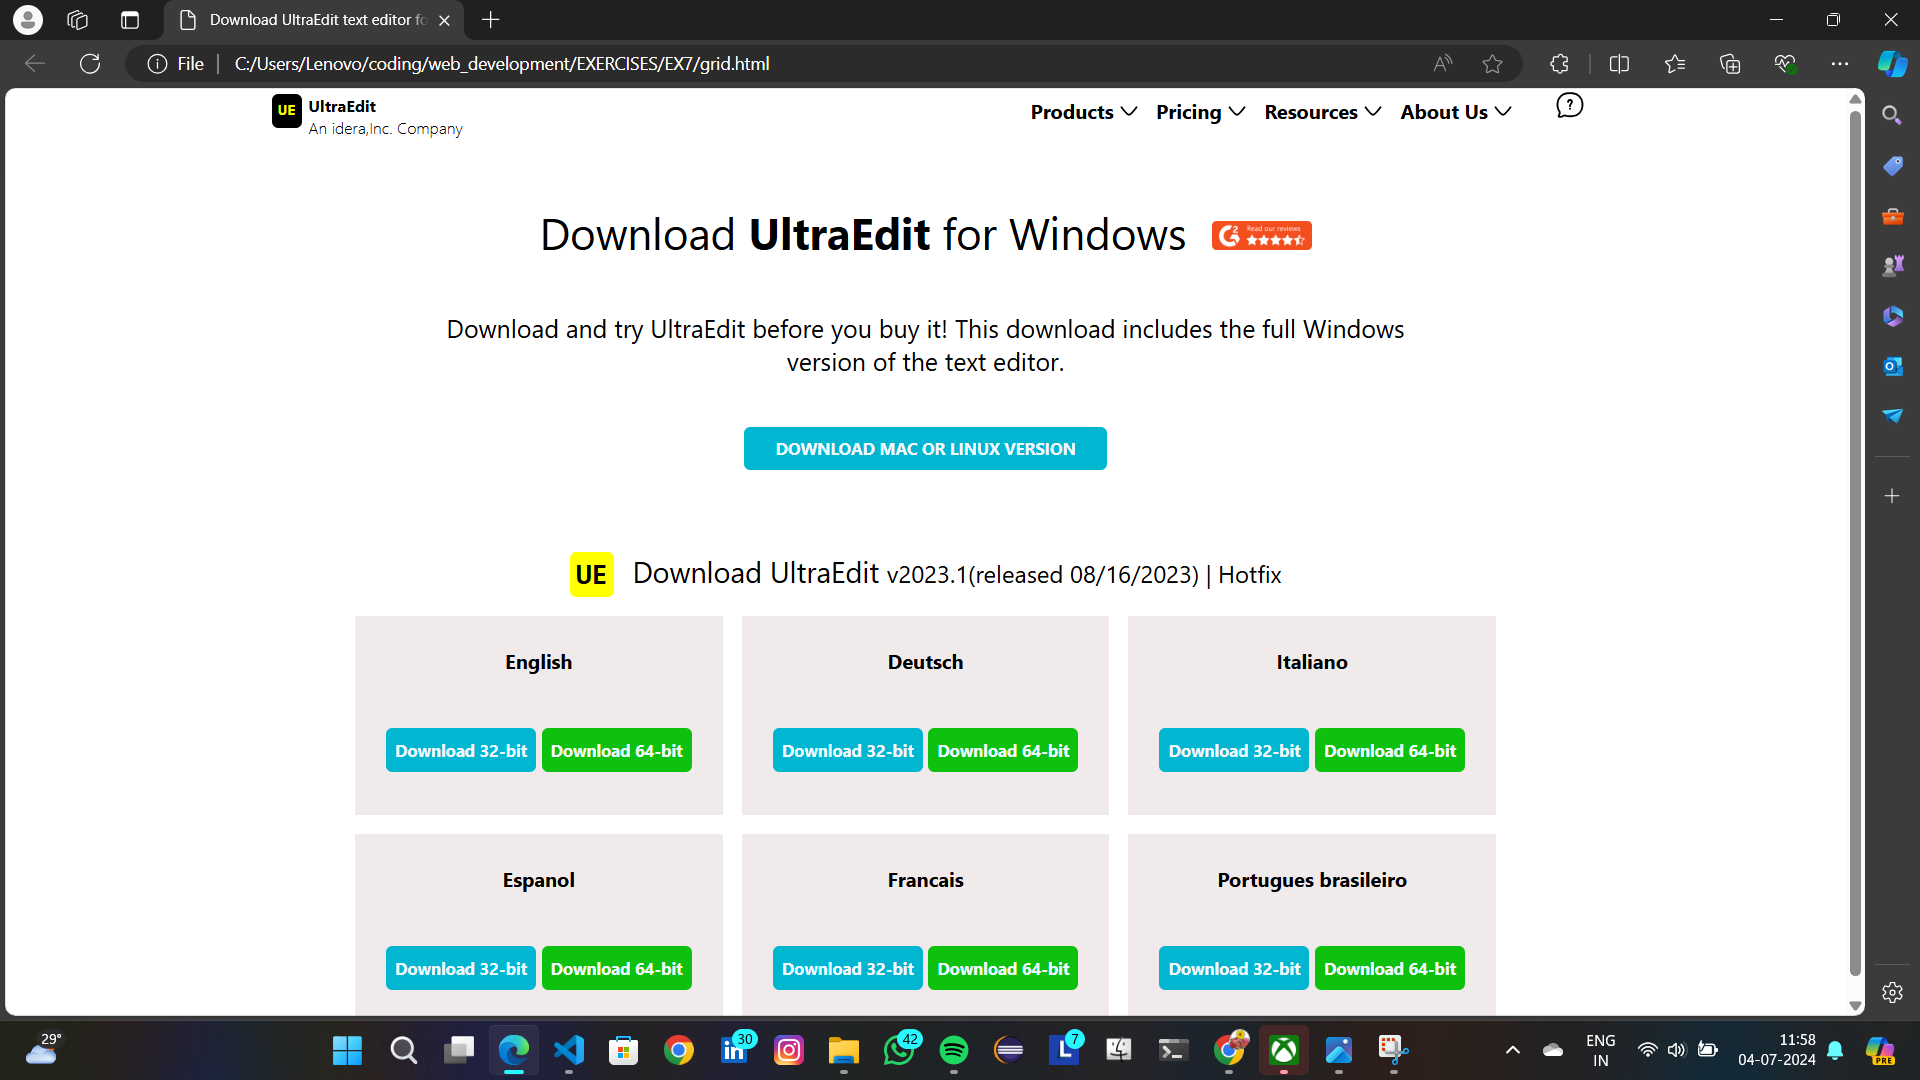 Download UltraEdit text editor fo
File
C:/Users/Lenovo/coding/web_development/EXERCISES/EX7/grid.html
UE
UltraEdit
An idera,Inc. Company
Products
Pricing
Resources
About Us
Download UltraEdit for Windows
Read our reviews
Download and try UltraEdit before you buy it! This download includes the full Windows
version of the text editor.
DOWNLOAD MAC OR LINUX VERSION
UE
Download UltraEdit v2023.1(released 08/16/2023) | Hotfix
English
Deutsch
Italiano
Download 32-bit
Download 64-bit
Download 32-bit
Download 64-bit
Download 32-bit
Download 64-bit
Espanol
Francais
Portugues brasileiro
Download 32-bit
Download 64-bit
Download 32-bit
Download 64-bit
Download 32-bit
Download 64-bit
29°
30
42
7
ENG
IN
11:58
04-07-2024
PRE